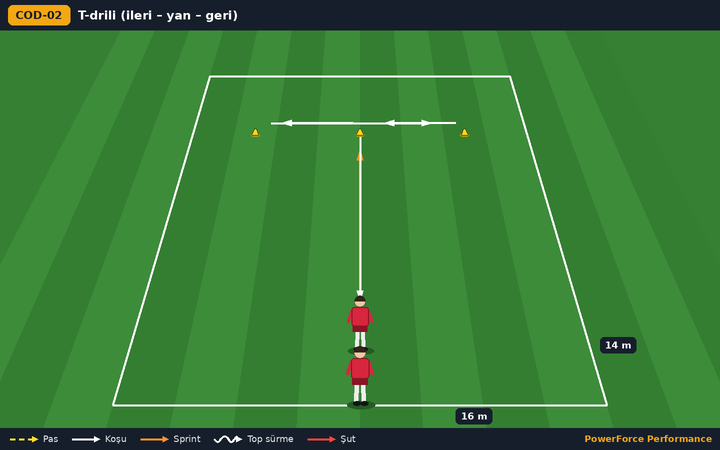 COD-02 T-drili (ileri – yan – geri)
14 m
16 m
Pas Koşu Sprint Top sürme Şut PowerForce Performance